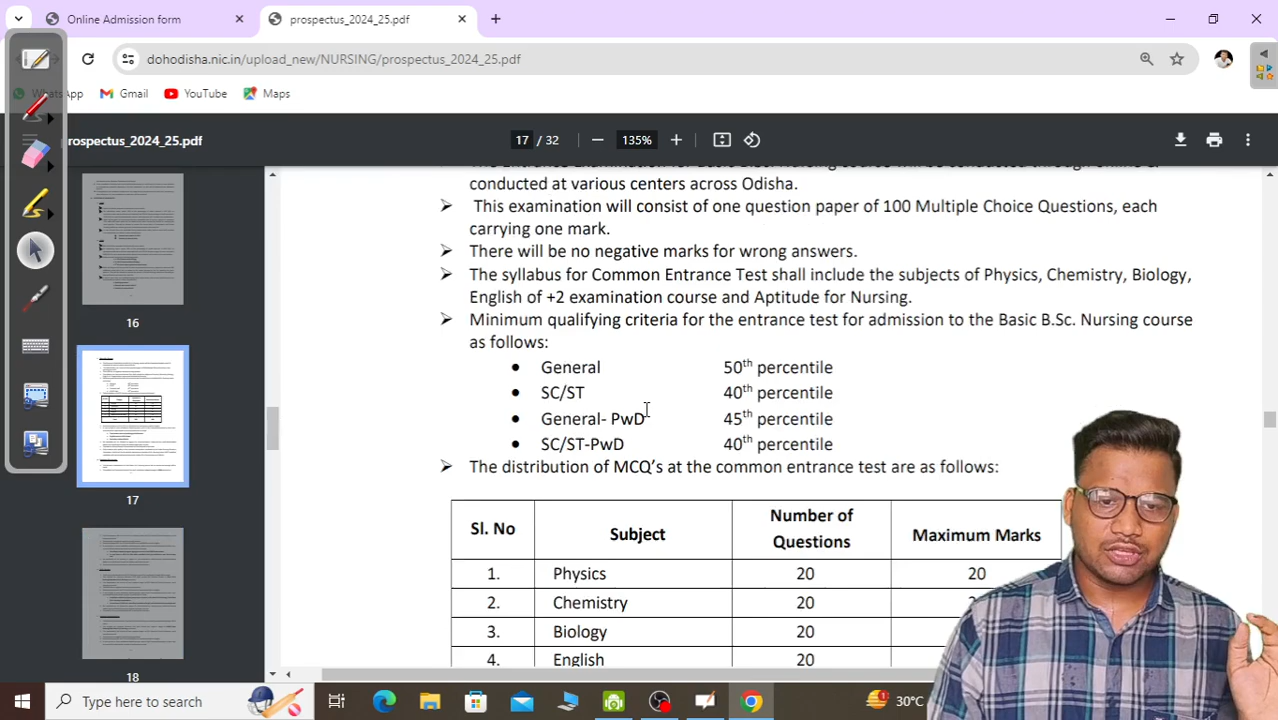 Online Admission form
prospectus_2024_25.pdf
dohodisha.nic.in/upload_new/NURSING/prospectus_2024_25.pdf
WhatsApp Gmail YouTube Maps
prospectus_2024_25.pdf
17 / 32
135%
16
17
18
conducted at various centers across Odisha.
➢ This examination will consist of one question paper of 100 Multiple Choice Questions, each
carrying one mark.
➢ There will be no negative marks for wrong answers.
➢ The syllabus for Common Entrance Test shall include the subjects of Physics, Chemistry, Biology,
English of +2 examination course and Aptitude for Nursing.
➢ Minimum qualifying criteria for the entrance test for admission to the Basic B.Sc. Nursing course
as follows:
• General 50th percentile
• SC/ST 40th percentile
• General- PwD 45th percentile
• SC/ST-PwD 40th percentile
➢ The distribution of MCQ's at the common entrance test are as follows:
Sl. No Subject Number of Questions Maximum Marks
1. Physics 20 20
2. Chemistry 20
3. Biology 20
4. English 20
Type here to search
30°C